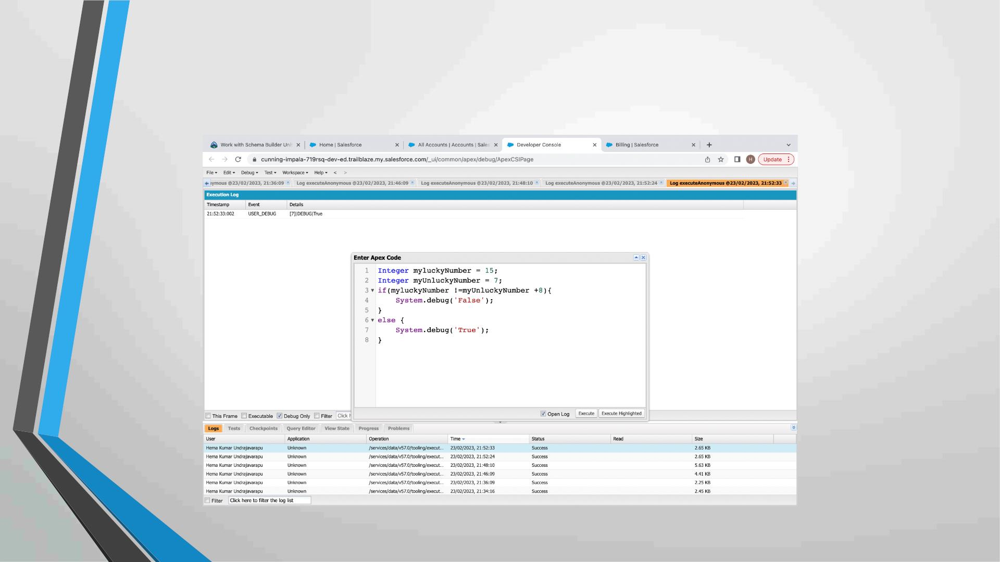 Work with Schema Builder Unit
Home | Salesforce
All Accounts | Accounts | Sales
Developer Console
Billing | Salesforce
cunning-impala-719rsq-dev-ed.trailblaze.my.salesforce.com/_ui/common/apex/debug/ApexCSIPage
H
Update
File Edit Debug Test Workspace Help < >
ymous @23/02/2023, 21:36:09
Log executeAnonymous @23/02/2023, 21:46:09
Log executeAnonymous @23/02/2023, 21:48:10
Log executeAnonymous @23/02/2023, 21:52:24
Log executeAnonymous @23/02/2023, 21:52:33
Execution Log
Timestamp Event Details
21:52:33:002 USER_DEBUG [7]|DEBUG|True
Enter Apex Code
1 Integer myluckyNumber = 15;
2 Integer myUnluckyNumber = 7;
3 if(myluckyNumber !=myUnluckyNumber +8){
4 System.debug('False');
5 }
6 else {
7 System.debug('True');
8 }
Open Log Execute Execute Highlighted
This Frame Executable Debug Only Filter Click h
Logs Tests Checkpoints Query Editor View State Progress Problems
User Application Operation Time Status Read Size
Hema Kumar Undrajavarapu Unknown /services/data/v57.0/tooling/execut... 23/02/2023, 21:52:33 Success 2.65 KB
Hema Kumar Undrajavarapu Unknown /services/data/v57.0/tooling/execut... 23/02/2023, 21:52:24 Success 2.65 KB
Hema Kumar Undrajavarapu Unknown /services/data/v57.0/tooling/execut... 23/02/2023, 21:48:10 Success 5.63 KB
Hema Kumar Undrajavarapu Unknown /services/data/v57.0/tooling/execut... 23/02/2023, 21:46:09 Success 4.41 KB
Hema Kumar Undrajavarapu Unknown /services/data/v57.0/tooling/execut... 23/02/2023, 21:36:09 Success 2.25 KB
Hema Kumar Undrajavarapu Unknown /services/data/v57.0/tooling/execut... 23/02/2023, 21:34:16 Success 2.45 KB
Filter Click here to filter the log list